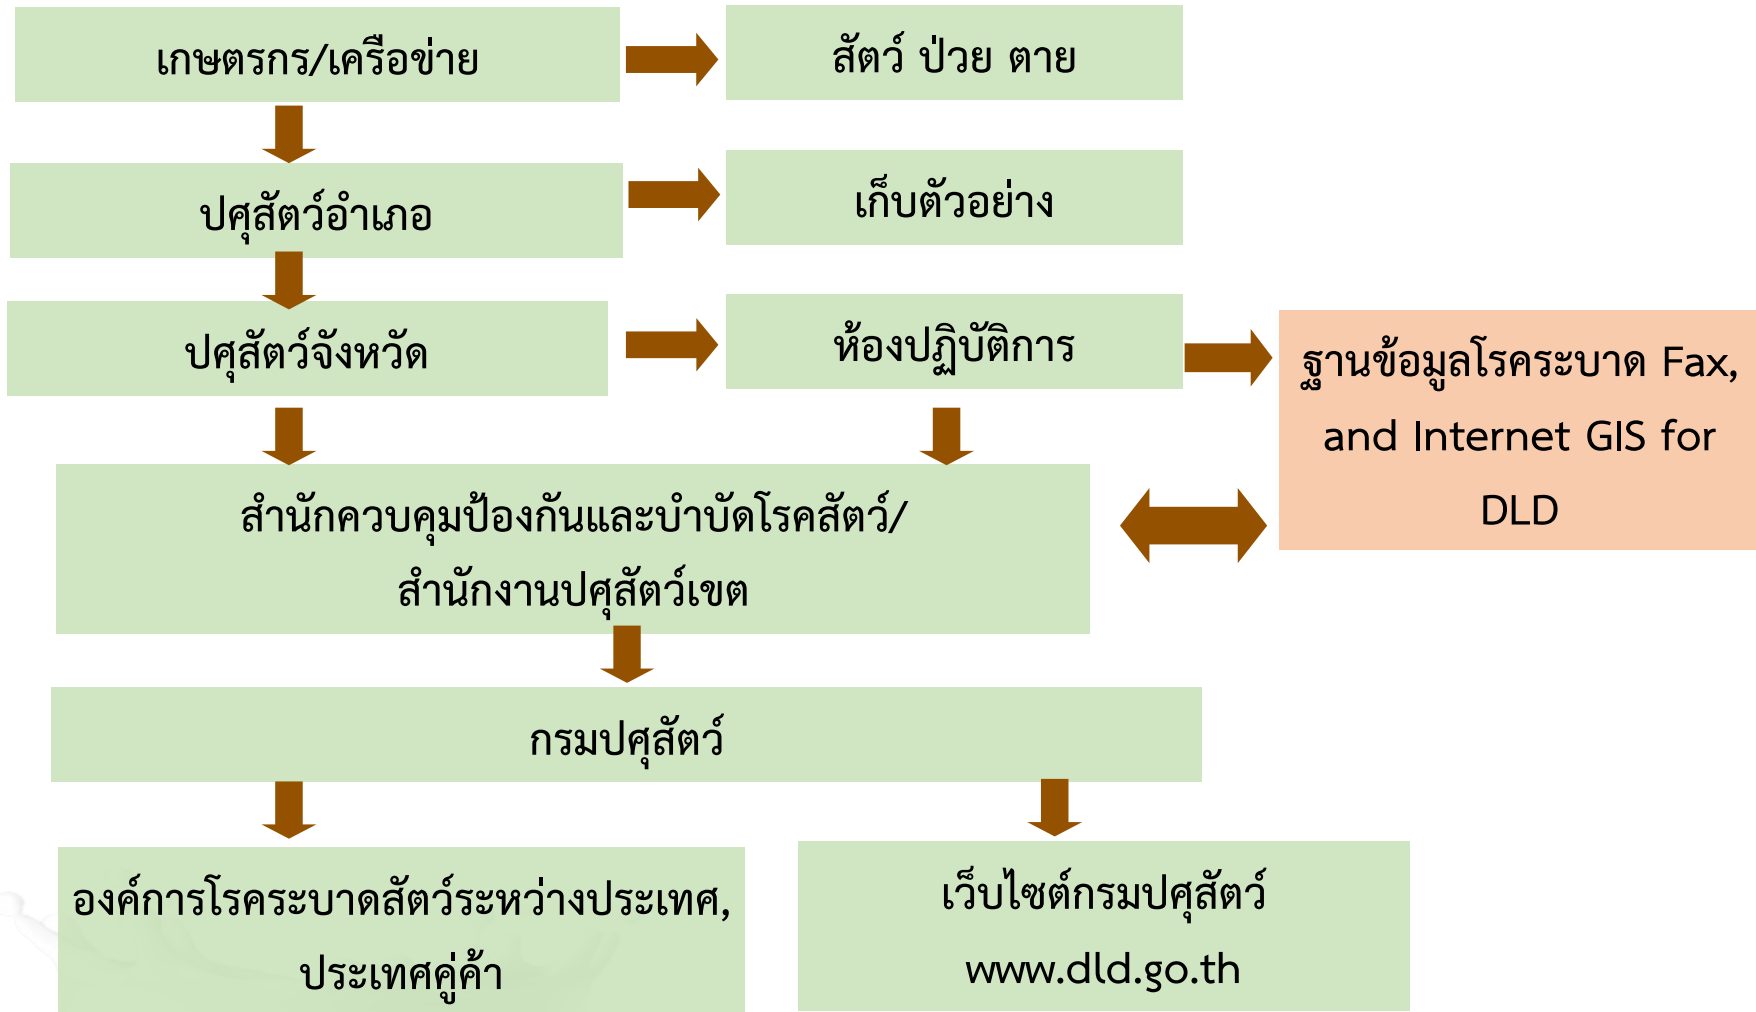 เกษตรกร/เครือข่าย
สัตว์ ป่วย ตาย
ปศุสัตว์อำเภอ
เก็บตัวอย่าง
ปศุสัตว์จังหวัด
ห้องปฏิบัติการ
ฐานข้อมูลโรคระบาด Fax,
and Internet GIS for
DLD
สำนักควบคุมป้องกันและบำบัดโรคสัตว์/
สำนักงานปศุสัตว์เขต
กรมปศุสัตว์
องค์การโรคระบาดสัตว์ระหว่างประเทศ,
ประเทศคู่ค้า
เว็บไซต์กรมปศุสัตว์
www.dld.go.th